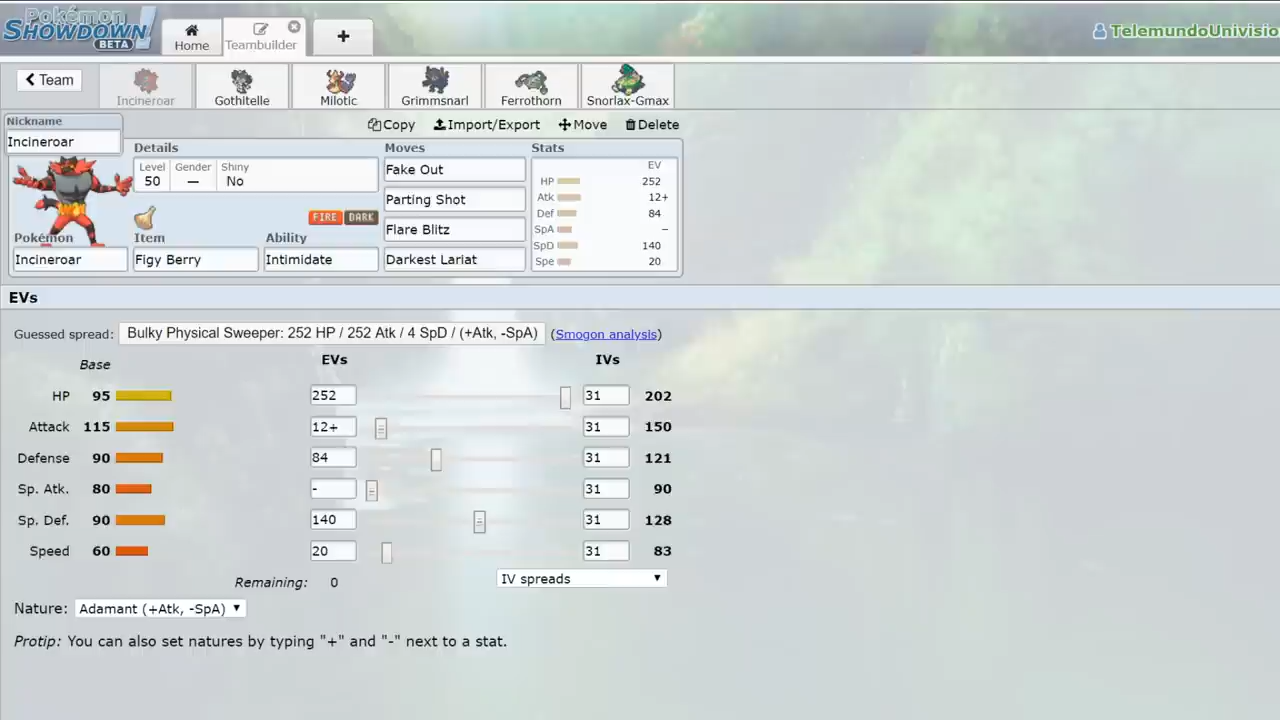 Pokémon
SHOWDOWN!
BETA
Home
Teambuilder
+
TelemundoUnivisio
Team
Incineroar
Gothitelle
Milotic
Grimmsnarl
Ferrothorn
Snorlax-Gmax
Copy
Import/Export
Move
Delete
Nickname
Incineroar
Details
Level
Gender
Shiny
50
—
No
FIRE
DARK
Pokémon
Incineroar
Item
Figy Berry
Ability
Intimidate
Moves
Fake Out
Parting Shot
Flare Blitz
Darkest Lariat
Stats
EV
HP 252
Atk 12+
Def 84
SpA –
SpD 140
Spe 20
EVs
Guessed spread: Bulky Physical Sweeper: 252 HP / 252 Atk / 4 SpD / (+Atk, -SpA) (Smogon analysis)
Base EVs IVs
HP 95 252 31 202
Attack 115 12+ 31 150
Defense 90 84 31 121
Sp. Atk. 80 - 31 90
Sp. Def. 90 140 31 128
Speed 60 20 31 83
Remaining: 0 IV spreads
Nature: Adamant (+Atk, -SpA)
Protip: You can also set natures by typing "+" and "-" next to a stat.